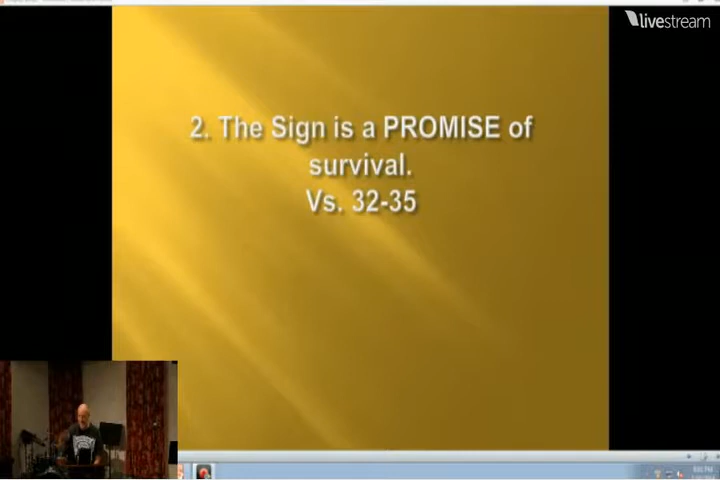 livestream
2. The Sign is a PROMISE of
survival.
Vs. 32-35